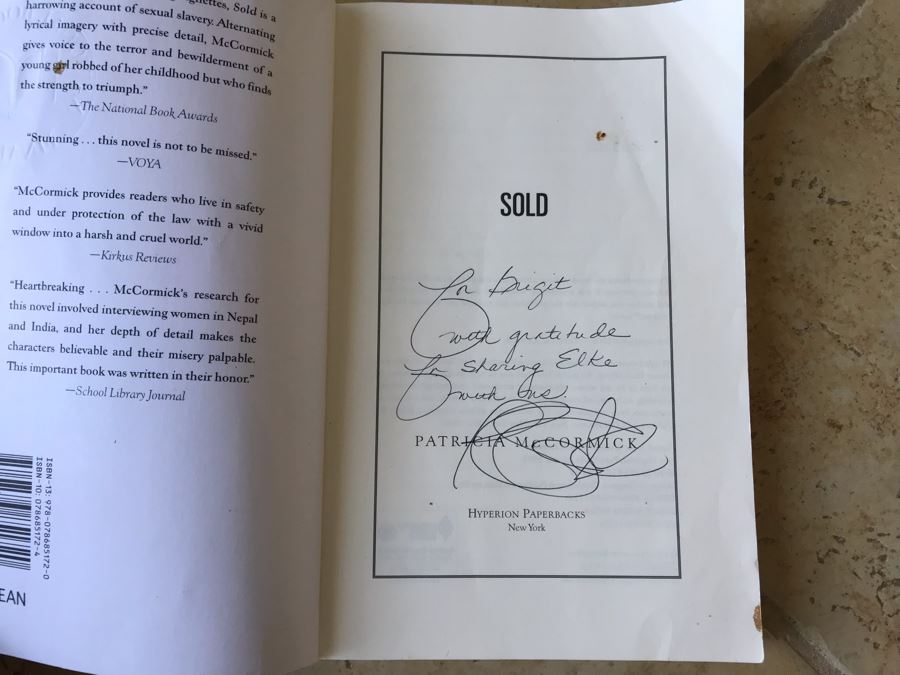 gnettes, Sold is a
harrowing account of sexual slavery. Alternating
lyrical imagery with precise detail, McCormick
gives voice to the terror and bewilderment of a
young girl robbed of her childhood but who finds
the strength to triumph."
—The National Book Awards
"Stunning . . . this novel is not to be missed."
—VOYA
"McCormick provides readers who live in safety
and under protection of the law with a vivid
window into a harsh and cruel world."
—Kirkus Reviews
"Heartbreaking . . . McCormick's research for
this novel involved interviewing women in Nepal
and India, and her depth of detail makes the
characters believable and their misery palpable.
This important book was written in their honor."
—School Library Journal
ISBN-13: 978-078685172-0
ISBN-10: 078685172-4
EAN
SOLD
For Brigit
with gratitude
for sharing Elke
with us.
PATRICIA McCORMICK
HYPERION PAPERBACKS
New York